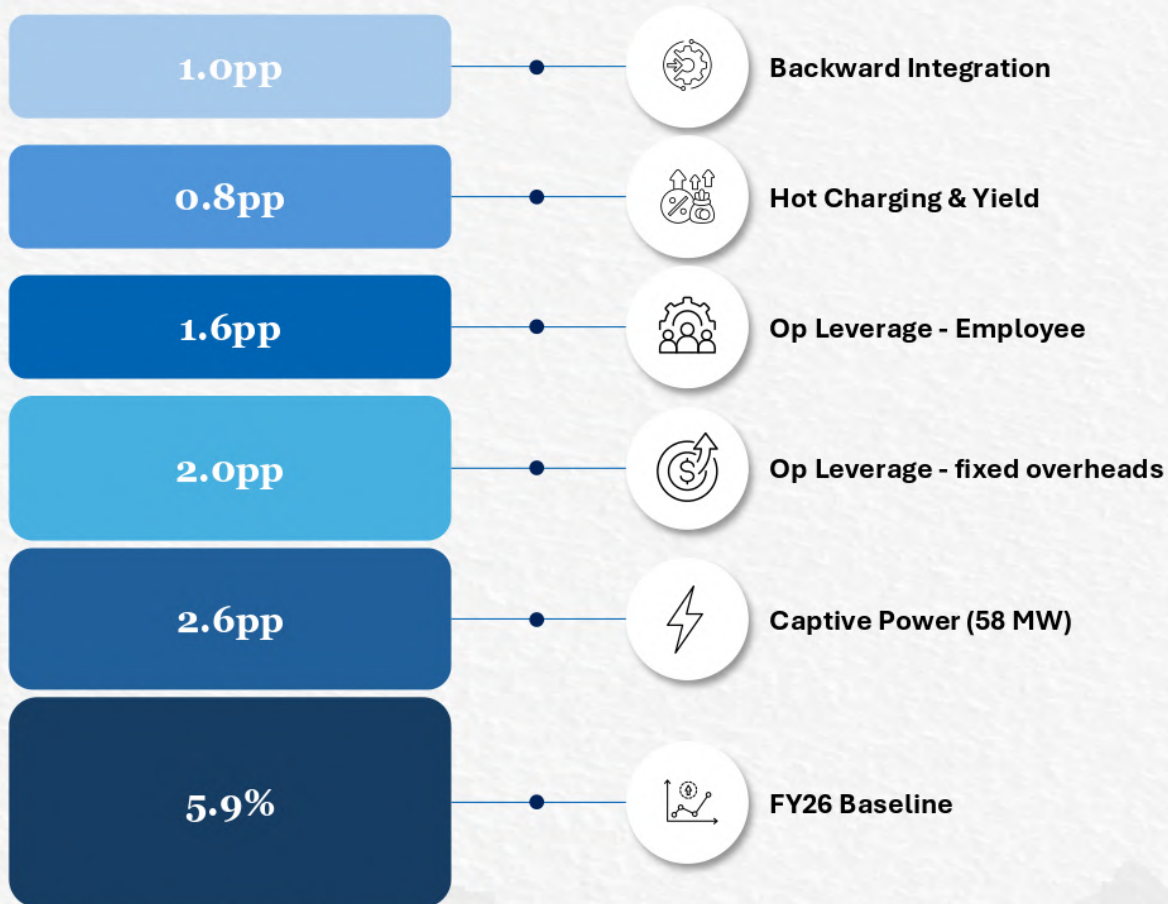 1.0pp
Backward Integration
0.8pp
Hot Charging & Yield
1.6pp
Op Leverage - Employee
2.0pp
Op Leverage - fixed overheads
2.6pp
Captive Power (58 MW)
5.9%
FY26 Baseline